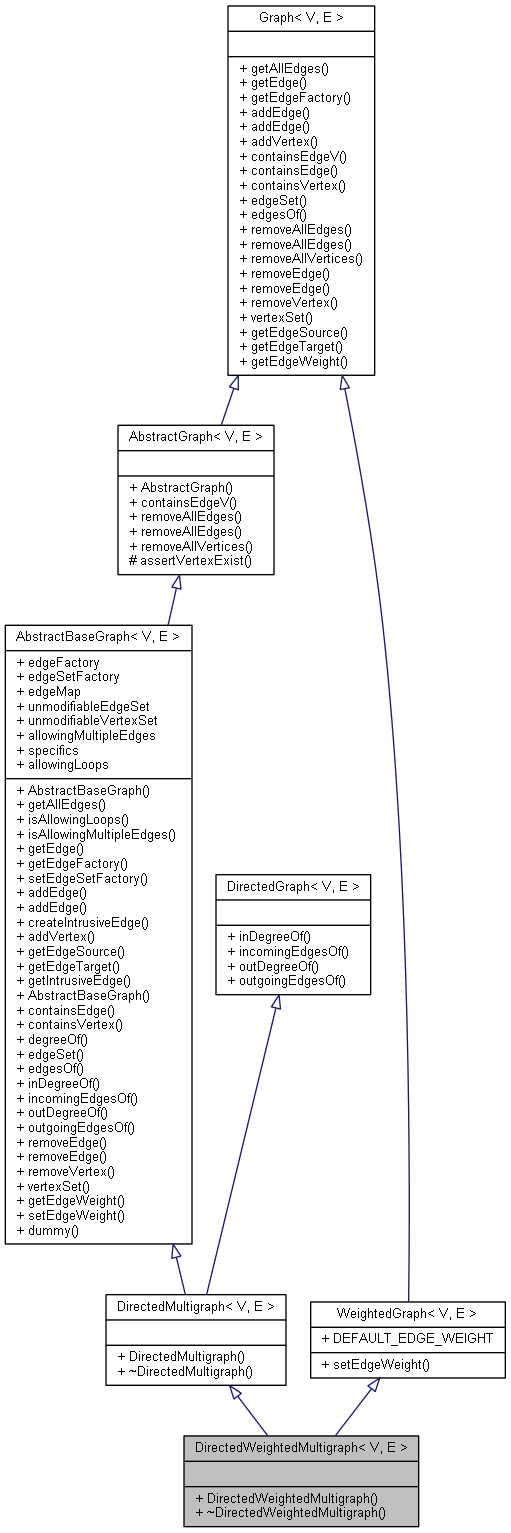 Graph< V, E >
+ getAllEdges()
+ getEdge()
+ getEdgeFactory()
+ addEdge()
+ addEdge()
+ addVertex()
+ containsEdgeV()
+ containsEdge()
+ containsVertex()
+ edgeSet()
+ edgesOf()
+ removeAllEdges()
+ removeAllEdges()
+ removeAllVertices()
+ removeEdge()
+ removeEdge()
+ removeVertex()
+ vertexSet()
+ getEdgeSource()
+ getEdgeTarget()
+ getEdgeWeight()
AbstractGraph< V, E >
+ AbstractGraph()
+ containsEdgeV()
+ removeAllEdges()
+ removeAllEdges()
+ removeAllVertices()
# assertVertexExist()
AbstractBaseGraph< V, E >
+ edgeFactory
+ edgeSetFactory
+ edgeMap
+ unmodifiableEdgeSet
+ unmodifiableVertexSet
+ allowingMultipleEdges
+ specifics
+ allowingLoops
+ AbstractBaseGraph()
+ getAllEdges()
+ isAllowingLoops()
+ isAllowingMultipleEdges()
+ getEdge()
+ getEdgeFactory()
+ setEdgeSetFactory()
+ addEdge()
+ addEdge()
+ createIntrusiveEdge()
+ addVertex()
+ getEdgeSource()
+ getEdgeTarget()
+ getIntrusiveEdge()
+ AbstractBaseGraph()
+ containsEdge()
+ containsVertex()
+ degreeOf()
+ edgeSet()
+ edgesOf()
+ inDegreeOf()
+ incomingEdgesOf()
+ outDegreeOf()
+ outgoingEdgesOf()
+ removeEdge()
+ removeEdge()
+ removeVertex()
+ vertexSet()
+ getEdgeWeight()
+ setEdgeWeight()
+ dummy()
DirectedGraph< V, E >
+ inDegreeOf()
+ incomingEdgesOf()
+ outDegreeOf()
+ outgoingEdgesOf()
DirectedMultigraph< V, E >
+ DirectedMultigraph()
+ ~DirectedMultigraph()
WeightedGraph< V, E >
+ DEFAULT_EDGE_WEIGHT
+ setEdgeWeight()
DirectedWeightedMultigraph< V, E >
+ DirectedWeightedMultigraph()
+ ~DirectedWeightedMultigraph()